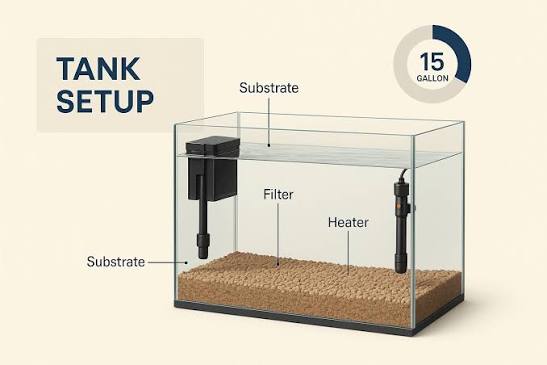 TANK
SETUP
15
GALLON
Substrate
Filter
Heater
Substrate